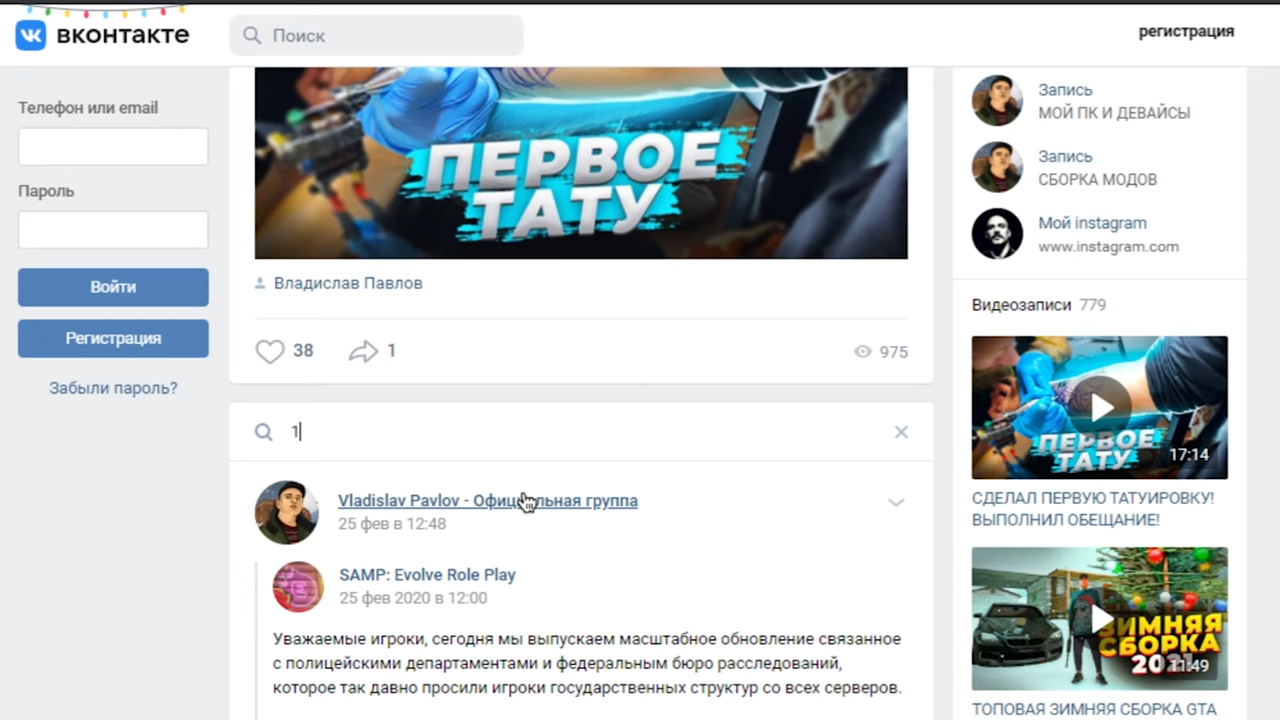 вконтакте
Поиск
регистрация
Телефон или email
Пароль
Войти
Регистрация
Забыли пароль?
ПЕРВОЕ
ТАТУ
Владислав Павлов
38
1
975
1
Vladislav Pavlov - Официальная группа
25 фев в 12:48
SAMP: Evolve Role Play
25 фев 2020 в 12:00
Уважаемые игроки, сегодня мы выпускаем масштабное обновление связанное
с полицейскими департаментами и федеральным бюро расследований,
которое так давно просили игроки государственных структур со всех серверов.
Запись
МОЙ ПК И ДЕВАЙСЫ
Запись
СБОРКА МОДОВ
Мой instagram
www.instagram.com
Видеозаписи 779
ПЕРВОЕ
ТАТУ
17:14
СДЕЛАЛ ПЕРВУЮ ТАТУИРОВКУ!
ВЫПОЛНИЛ ОБЕЩАНИЕ!
ЗИМНЯЯ
СБОРКА
11:49
ТОПОВАЯ ЗИМНЯЯ СБОРКА GTA